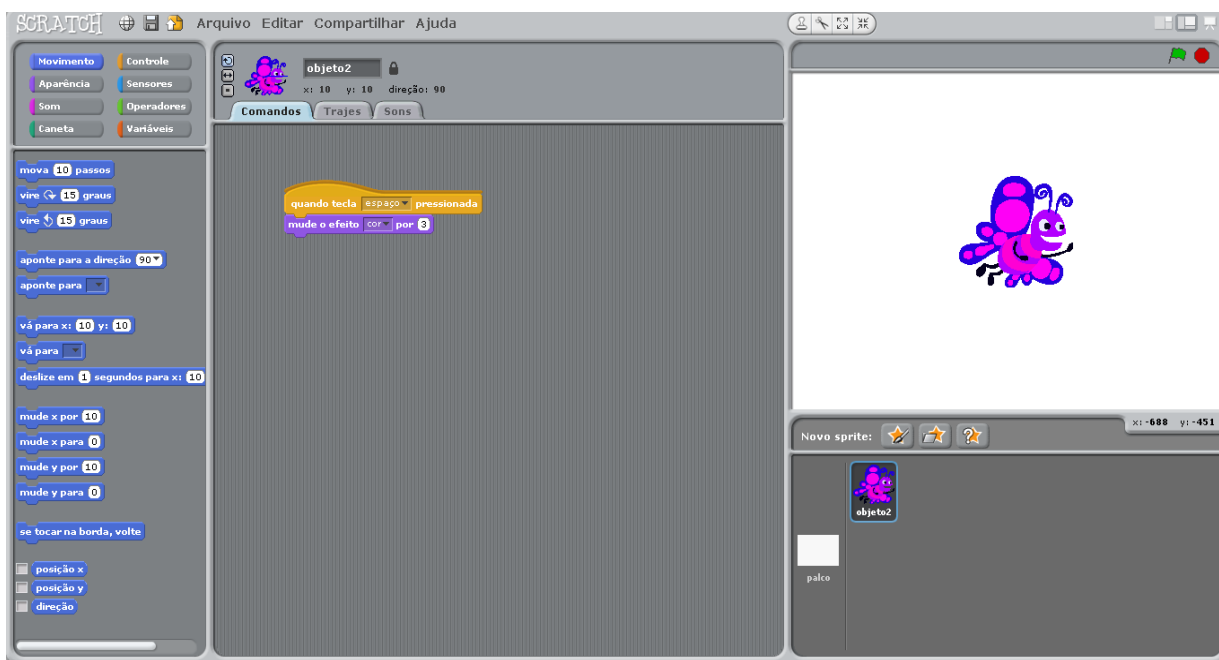 SCRATCH Arquivo Editar Compartilhar Ajuda
Movimento Controle
Aparência Sensores
Som Operadores
Caneta Variáveis
mova 10 passos
vire 15 graus
vire 15 graus
aponte para a direção 90
aponte para
vá para x: 10 y: 10
vá para
deslize em 1 segundos para x: 10
mude x por 10
mude x para 0
mude y por 10
mude y para 0
se tocar na borda, volte
posição x
posição y
direção
objeto2
x: 10 y: 10 direção: 90
Comandos Trajes Sons
quando tecla espaço pressionada
mude o efeito cor por 3
x: -688 y: -451
Novo sprite:
objeto2
palco